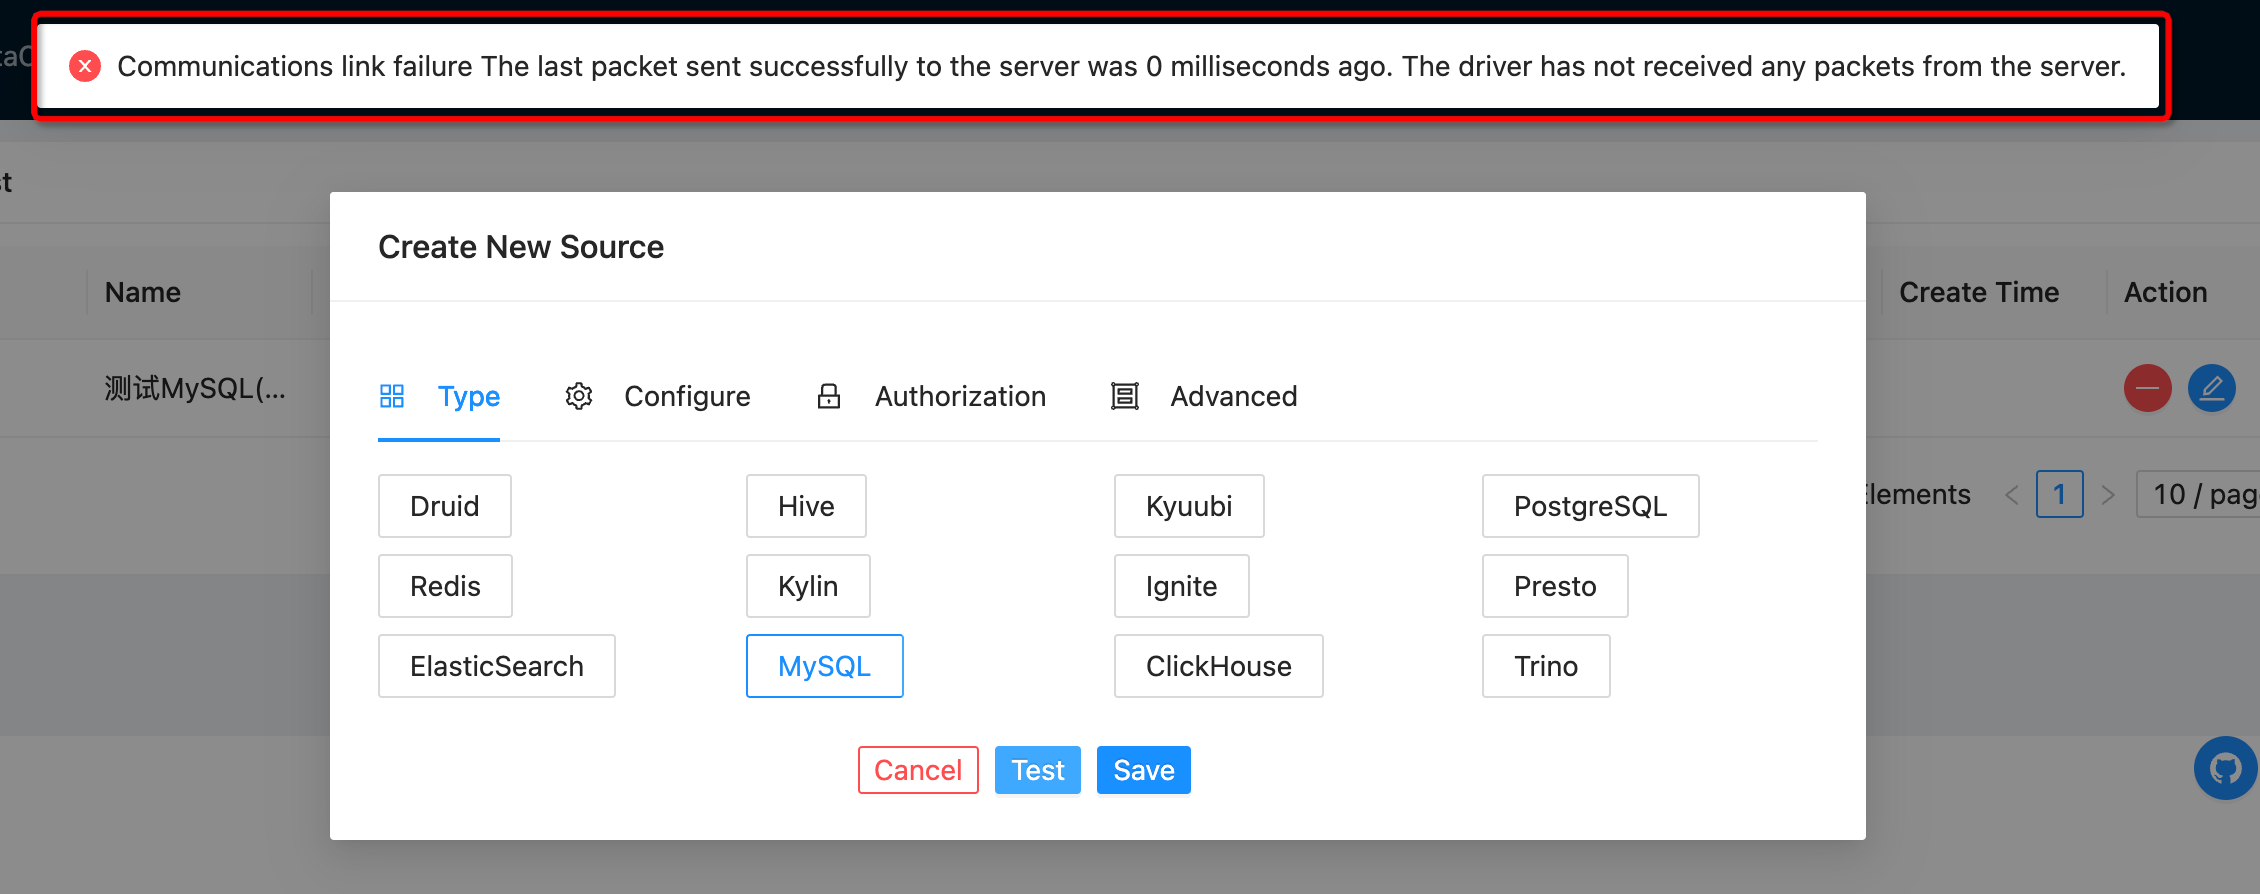 Communications link failure The last packet sent successfully to the server was 0 milliseconds ago. The driver has not received any packets from the server.
Create New Source
Name
Create Time
Action
Type
Configure
Authorization
Advanced
测试MySQL(...
Druid
Hive
Kyuubi
PostgreSQL
Elements
1
10 / page
Redis
Kylin
Ignite
Presto
ElasticSearch
MySQL
ClickHouse
Trino
Cancel
Test
Save